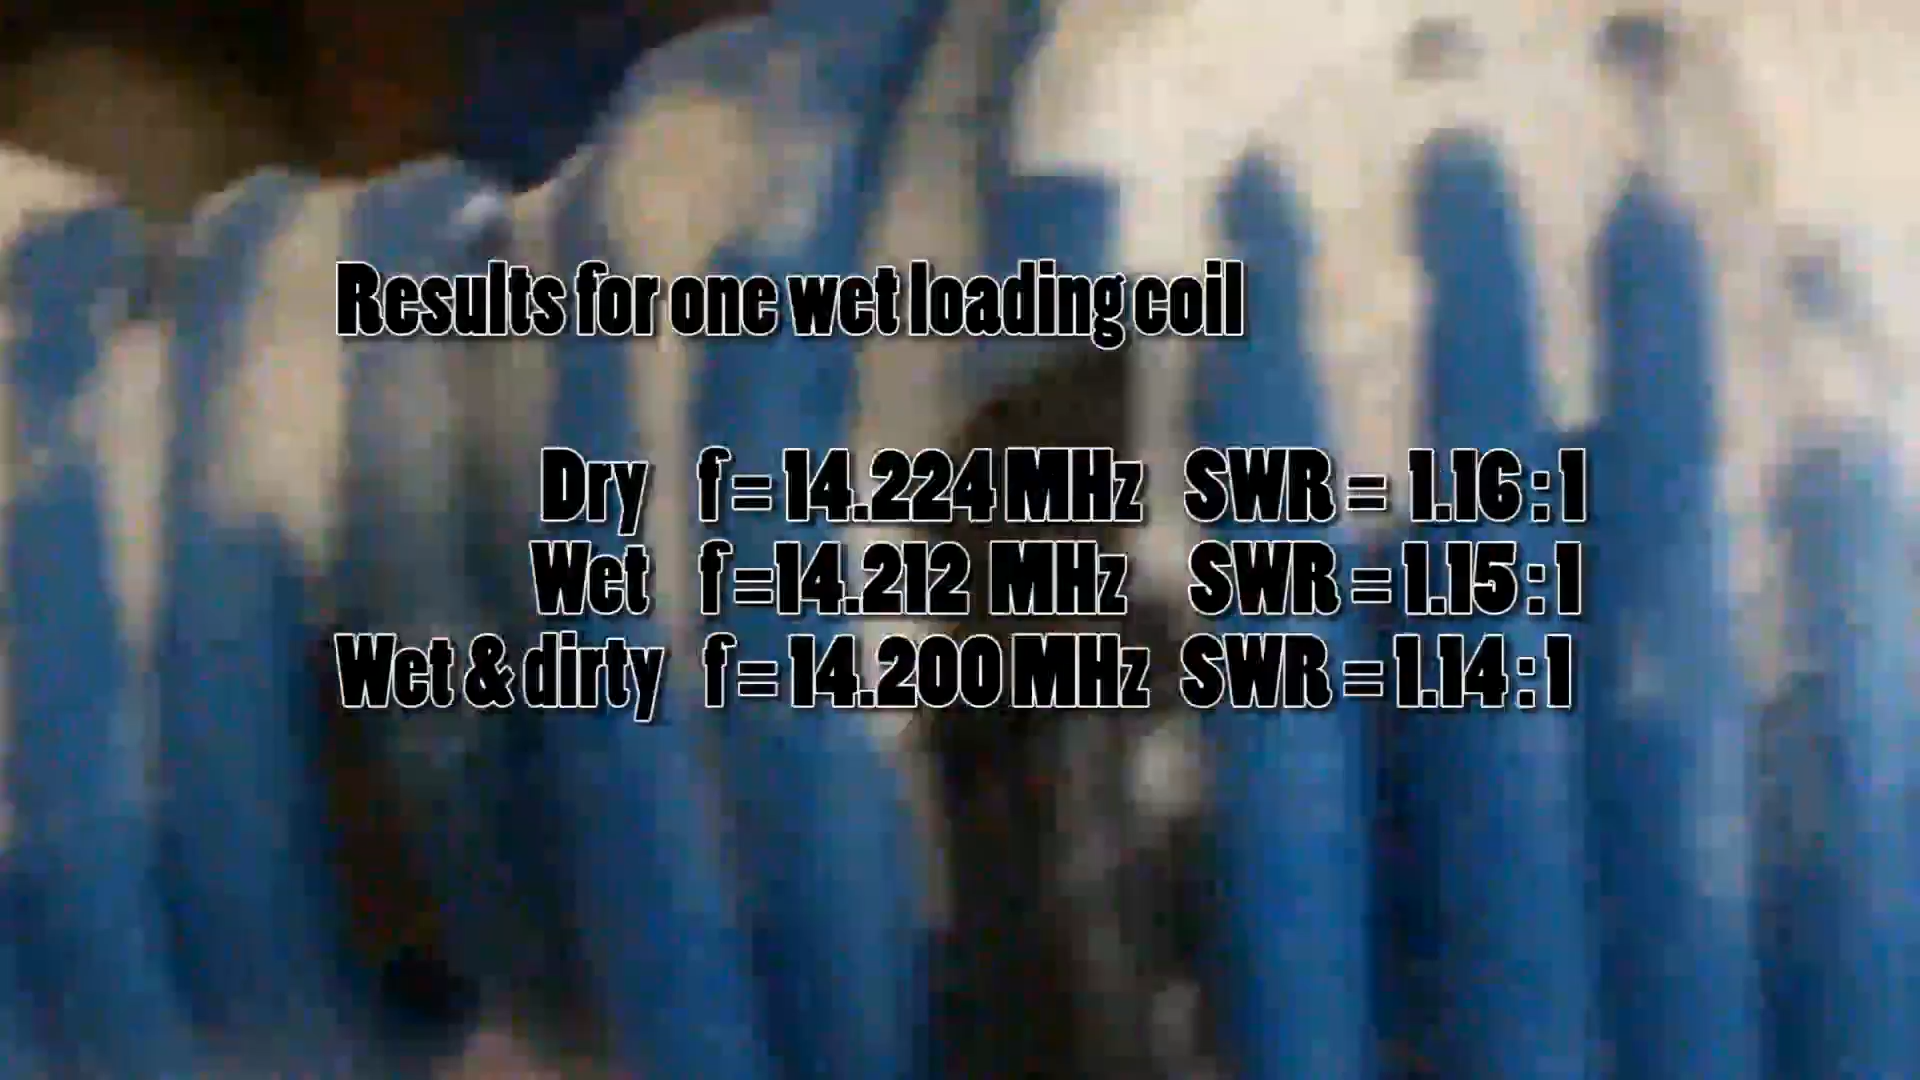 Results for one wet loading coil
Dry f = 14.224 MHz SWR = 1.16 : 1
Wet f =14.212 MHz SWR = 1.15 : 1
Wet & dirty f = 14.200 MHz SWR = 1.14 : 1